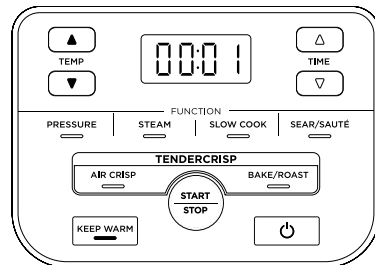 00:01
TEMP
TIME
FUNCTION
PRESSURE
STEAM
SLOW COOK
SEAR/SAUTÉ
TENDERCRISP
AIR CRISP
BAKE/ROAST
START
STOP
KEEP WARM